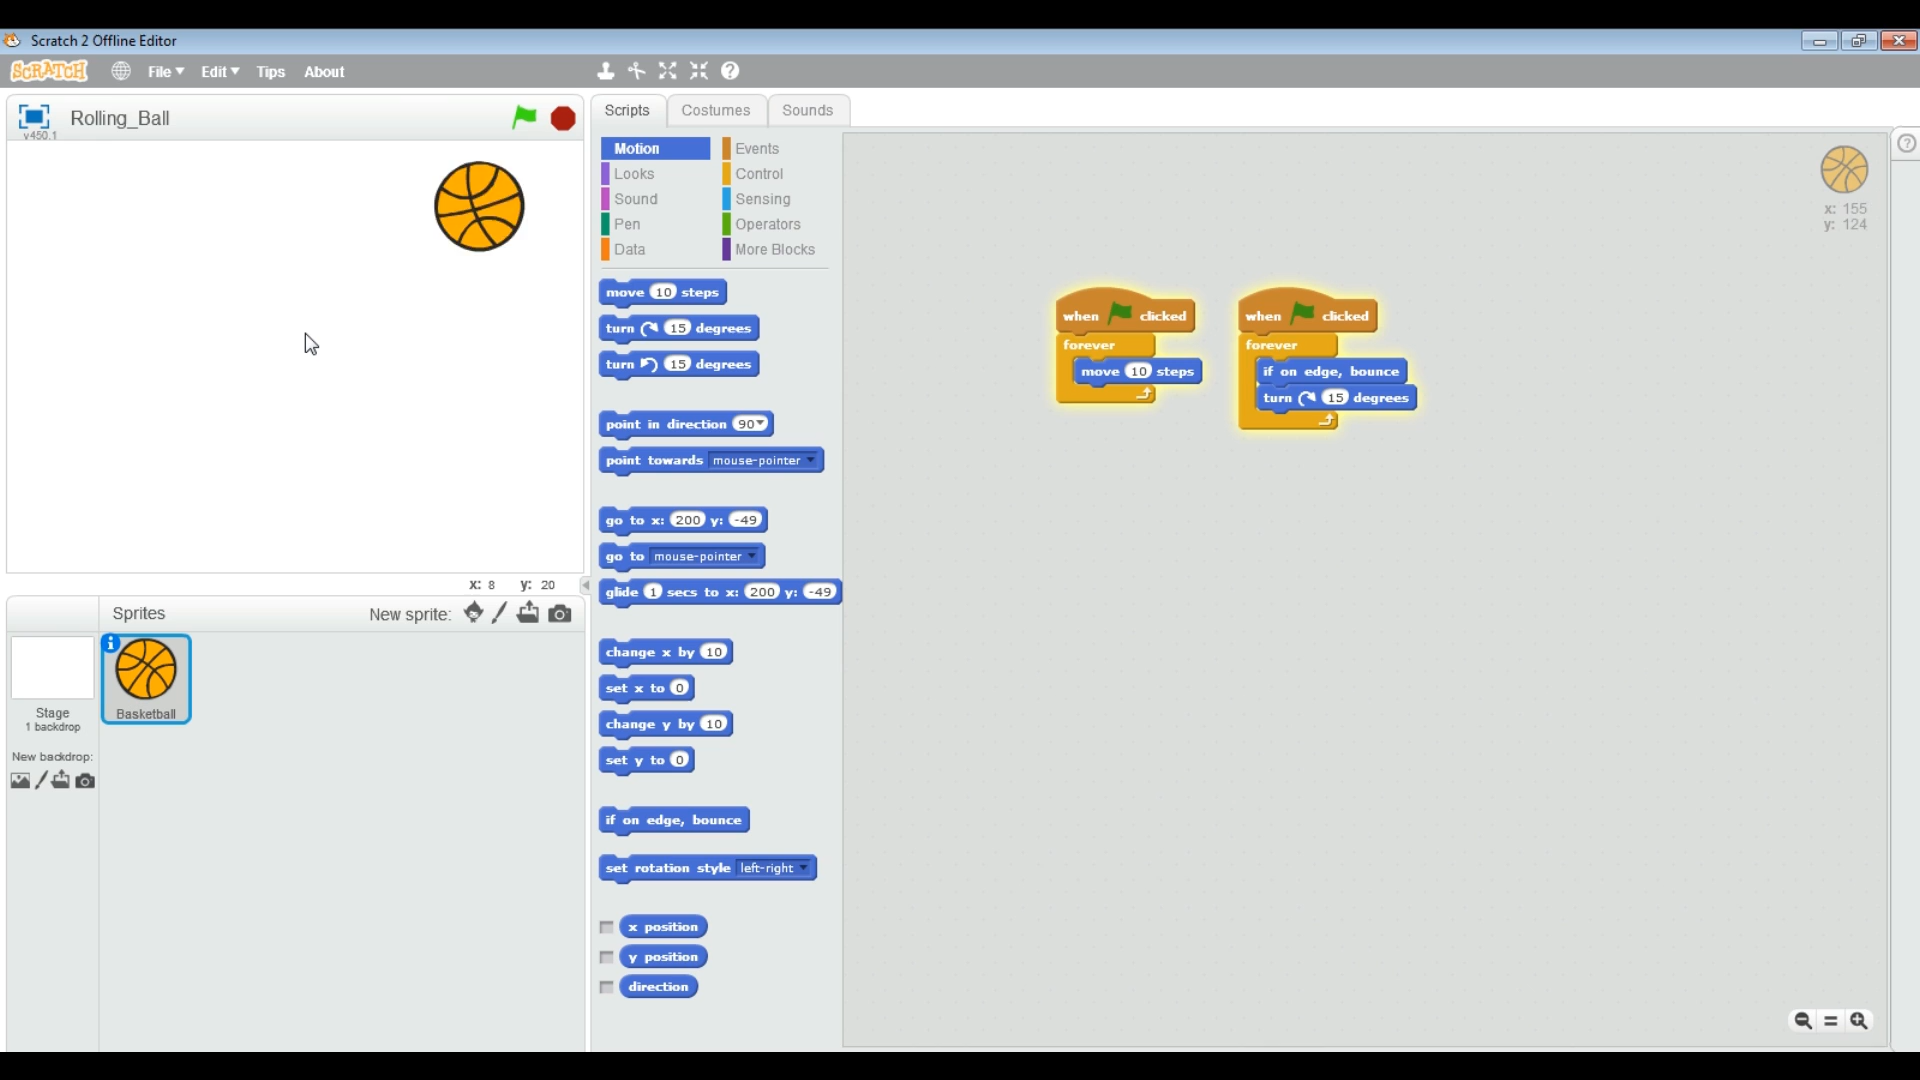 Scratch 2 Offline Editor
SCRATCH File Edit Tips About
v450.1
Rolling_Ball
x: 8 y: 20
Sprites
New sprite:
Stage
1 backdrop
New backdrop:
Basketball
Scripts Costumes Sounds
Motion Events
Looks Control
Sound Sensing
Pen Operators
Data More Blocks
move 10 steps
turn 15 degrees
turn 15 degrees
point in direction 90
point towards mouse-pointer
go to x: 200 y: -49
go to mouse-pointer
glide 1 secs to x: 200 y: -49
change x by 10
set x to 0
change y by 10
set y to 0
if on edge, bounce
set rotation style left-right
x position
y position
direction
when clicked
forever
move 10 steps
when clicked
forever
if on edge, bounce
turn 15 degrees
x: 155
y: 124